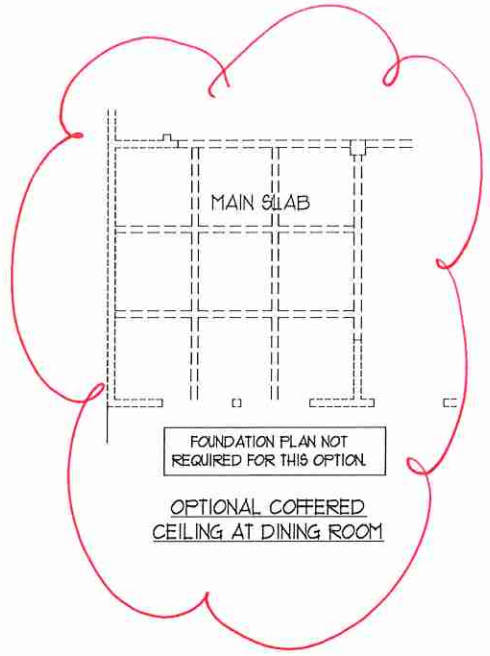 MAIN SLAB
FOUNDATION PLAN NOT
REQUIRED FOR THIS OPTION.
OPTIONAL COFFERED
CEILING AT DINING ROOM